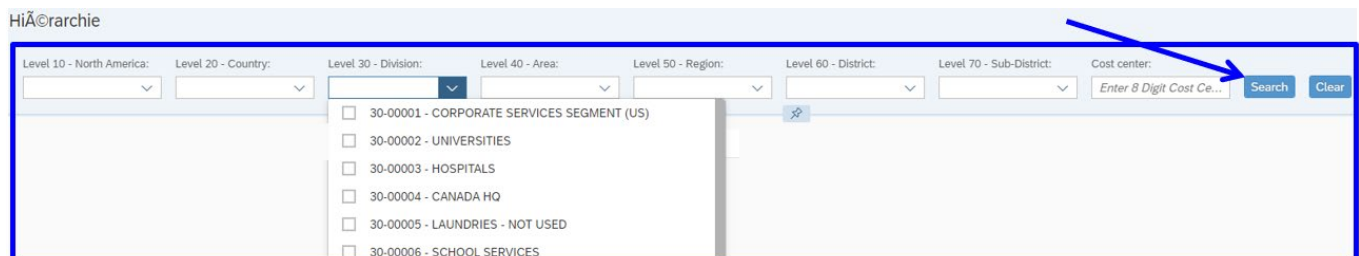 HiÃ©rarchie
Level 10 - North America: Level 20 - Country: Level 30 - Division: Level 40 - Area: Level 50 - Region: Level 60 - District: Level 70 - Sub-District: Cost center:
Enter 8 Digit Cost Ce... Search Clear
30-00001 - CORPORATE SERVICES SEGMENT (US)
30-00002 - UNIVERSITIES
30-00003 - HOSPITALS
30-00004 - CANADA HQ
30-00005 - LAUNDRIES - NOT USED
30-00006 - SCHOOL SERVICES